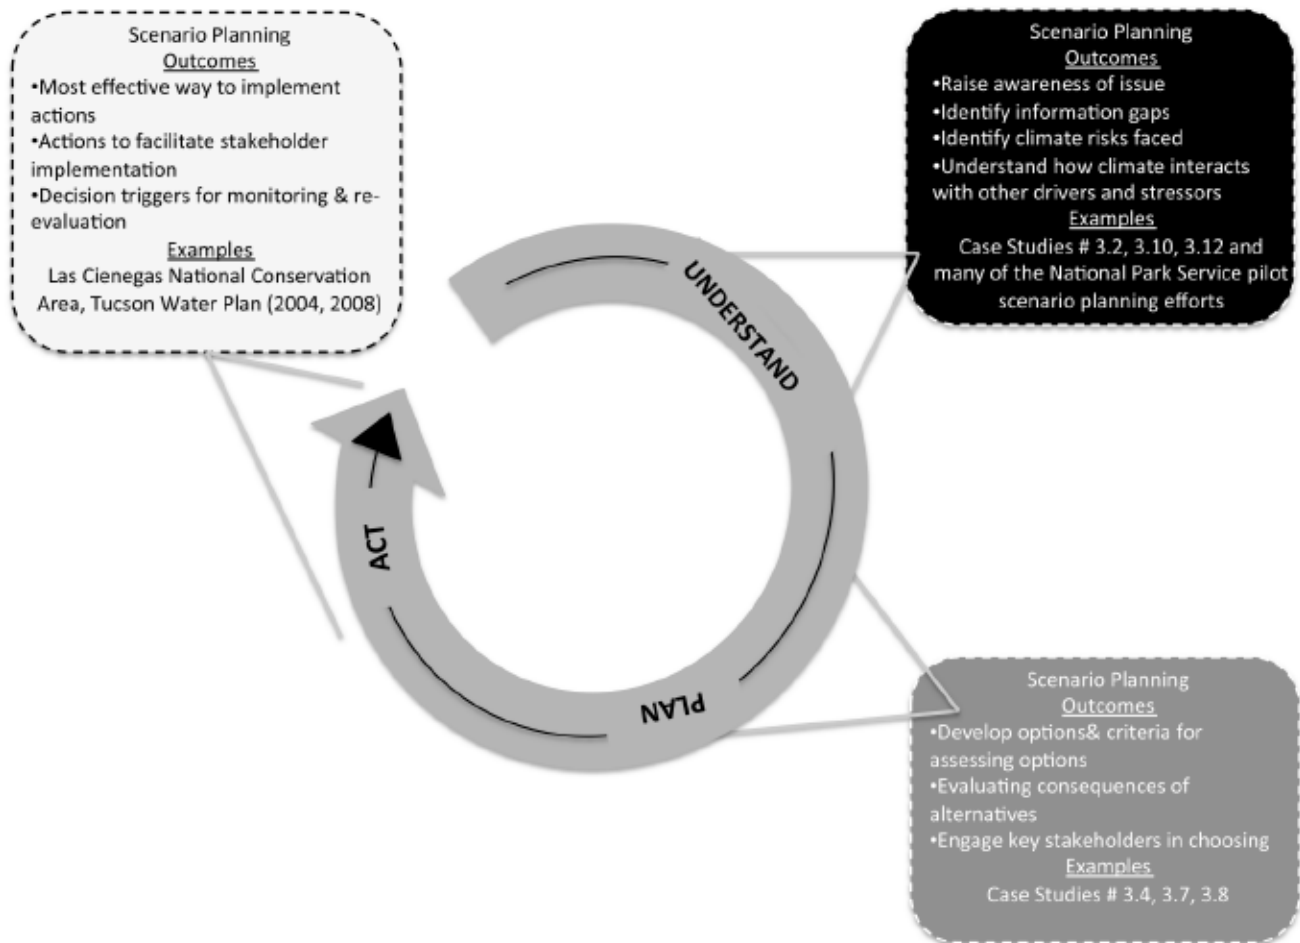 Scenario Planning
Outcomes
•Most effective way to implement
actions
•Actions to facilitate stakeholder
implementation
•Decision triggers for monitoring & re-
evaluation
Examples
Las Cienegas National Conservation
Area, Tucson Water Plan (2004, 2008)
Scenario Planning
Outcomes
•Raise awareness of issue
•Identify information gaps
•Identify climate risks faced
•Understand how climate interacts
with other drivers and stressors
Examples
Case Studies # 3.2, 3.10, 3.12 and
many of the National Park Service pilot
scenario planning efforts
UNDERSTAND
ACT
PLAN
Scenario Planning
Outcomes
•Develop options& criteria for
assessing options
•Evaluating consequences of
alternatives
•Engage key stakeholders in choosing
Examples
Case Studies # 3.4, 3.7, 3.8